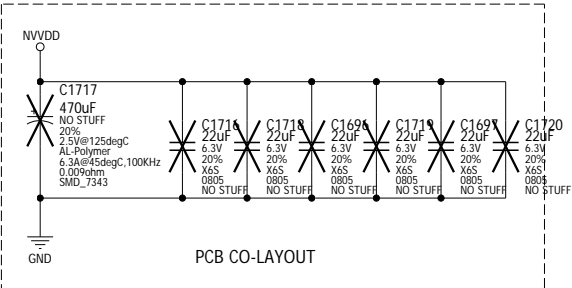 NVVDD
C1717
470uF
NO STUFF
20%
2.5V@125degC
AL-Polymer
6.3A@45degC,100KHz
0.009ohm
SMD_7343
C1716
22uF
6.3V
20%
X6S
0805
NO STUFF
C1718
22uF
6.3V
20%
X6S
0805
NO STUFF
C1696
22uF
6.3V
20%
X6S
0805
NO STUFF
C1719
22uF
6.3V
20%
X6S
0805
NO STUFF
C1697
22uF
6.3V
20%
X6S
0805
NO STUFF
C1720
22uF
6.3V
20%
X6S
0805
NO STUFF
GND
PCB CO-LAYOUT